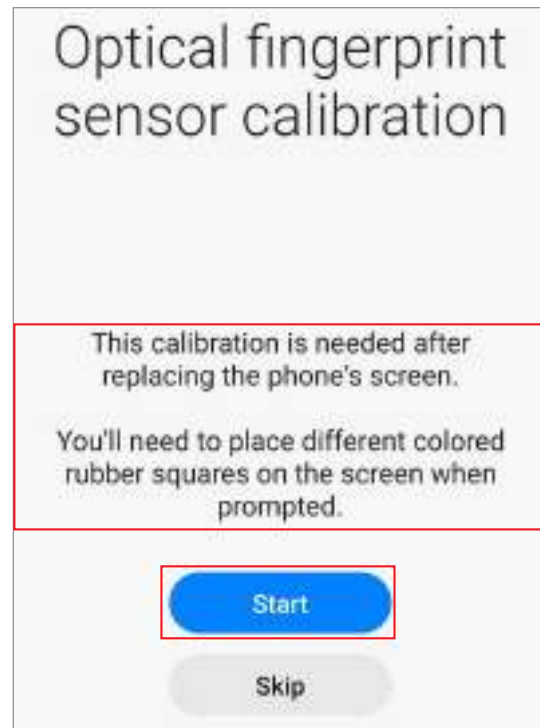 Optical fingerprint
sensor calibration
This calibration is needed after
replacing the phone's screen.
You'll need to place different colored
rubber squares on the screen when
prompted.
Start
Skip